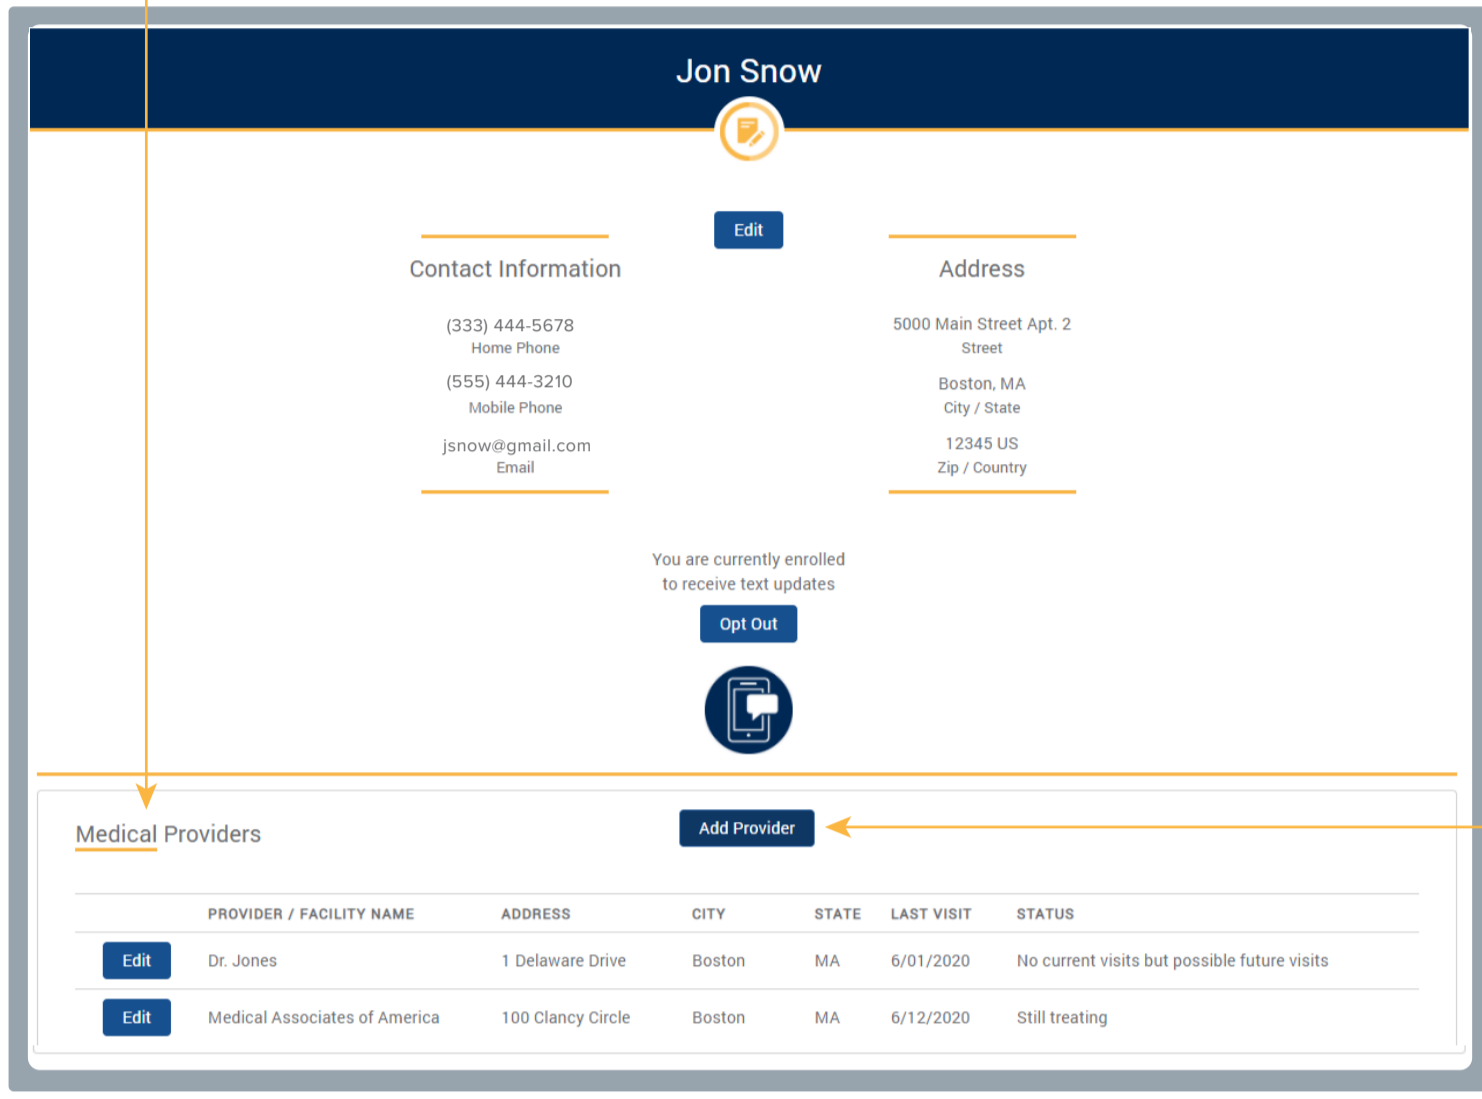 Jon Snow
Edit
Contact Information
(333) 444-5678
Home Phone
(555) 444-3210
Mobile Phone
jsnow@gmail.com
Email
Address
5000 Main Street Apt. 2
Street
Boston, MA
City / State
12345 US
Zip / Country
You are currently enrolled
to receive text updates
Opt Out
Medical Providers
Add Provider
PROVIDER / FACILITY NAME ADDRESS CITY STATE LAST VISIT STATUS
Edit Dr. Jones 1 Delaware Drive Boston MA 6/01/2020 No current visits but possible future visits
Edit Medical Associates of America 100 Clancy Circle Boston MA 6/12/2020 Still treating